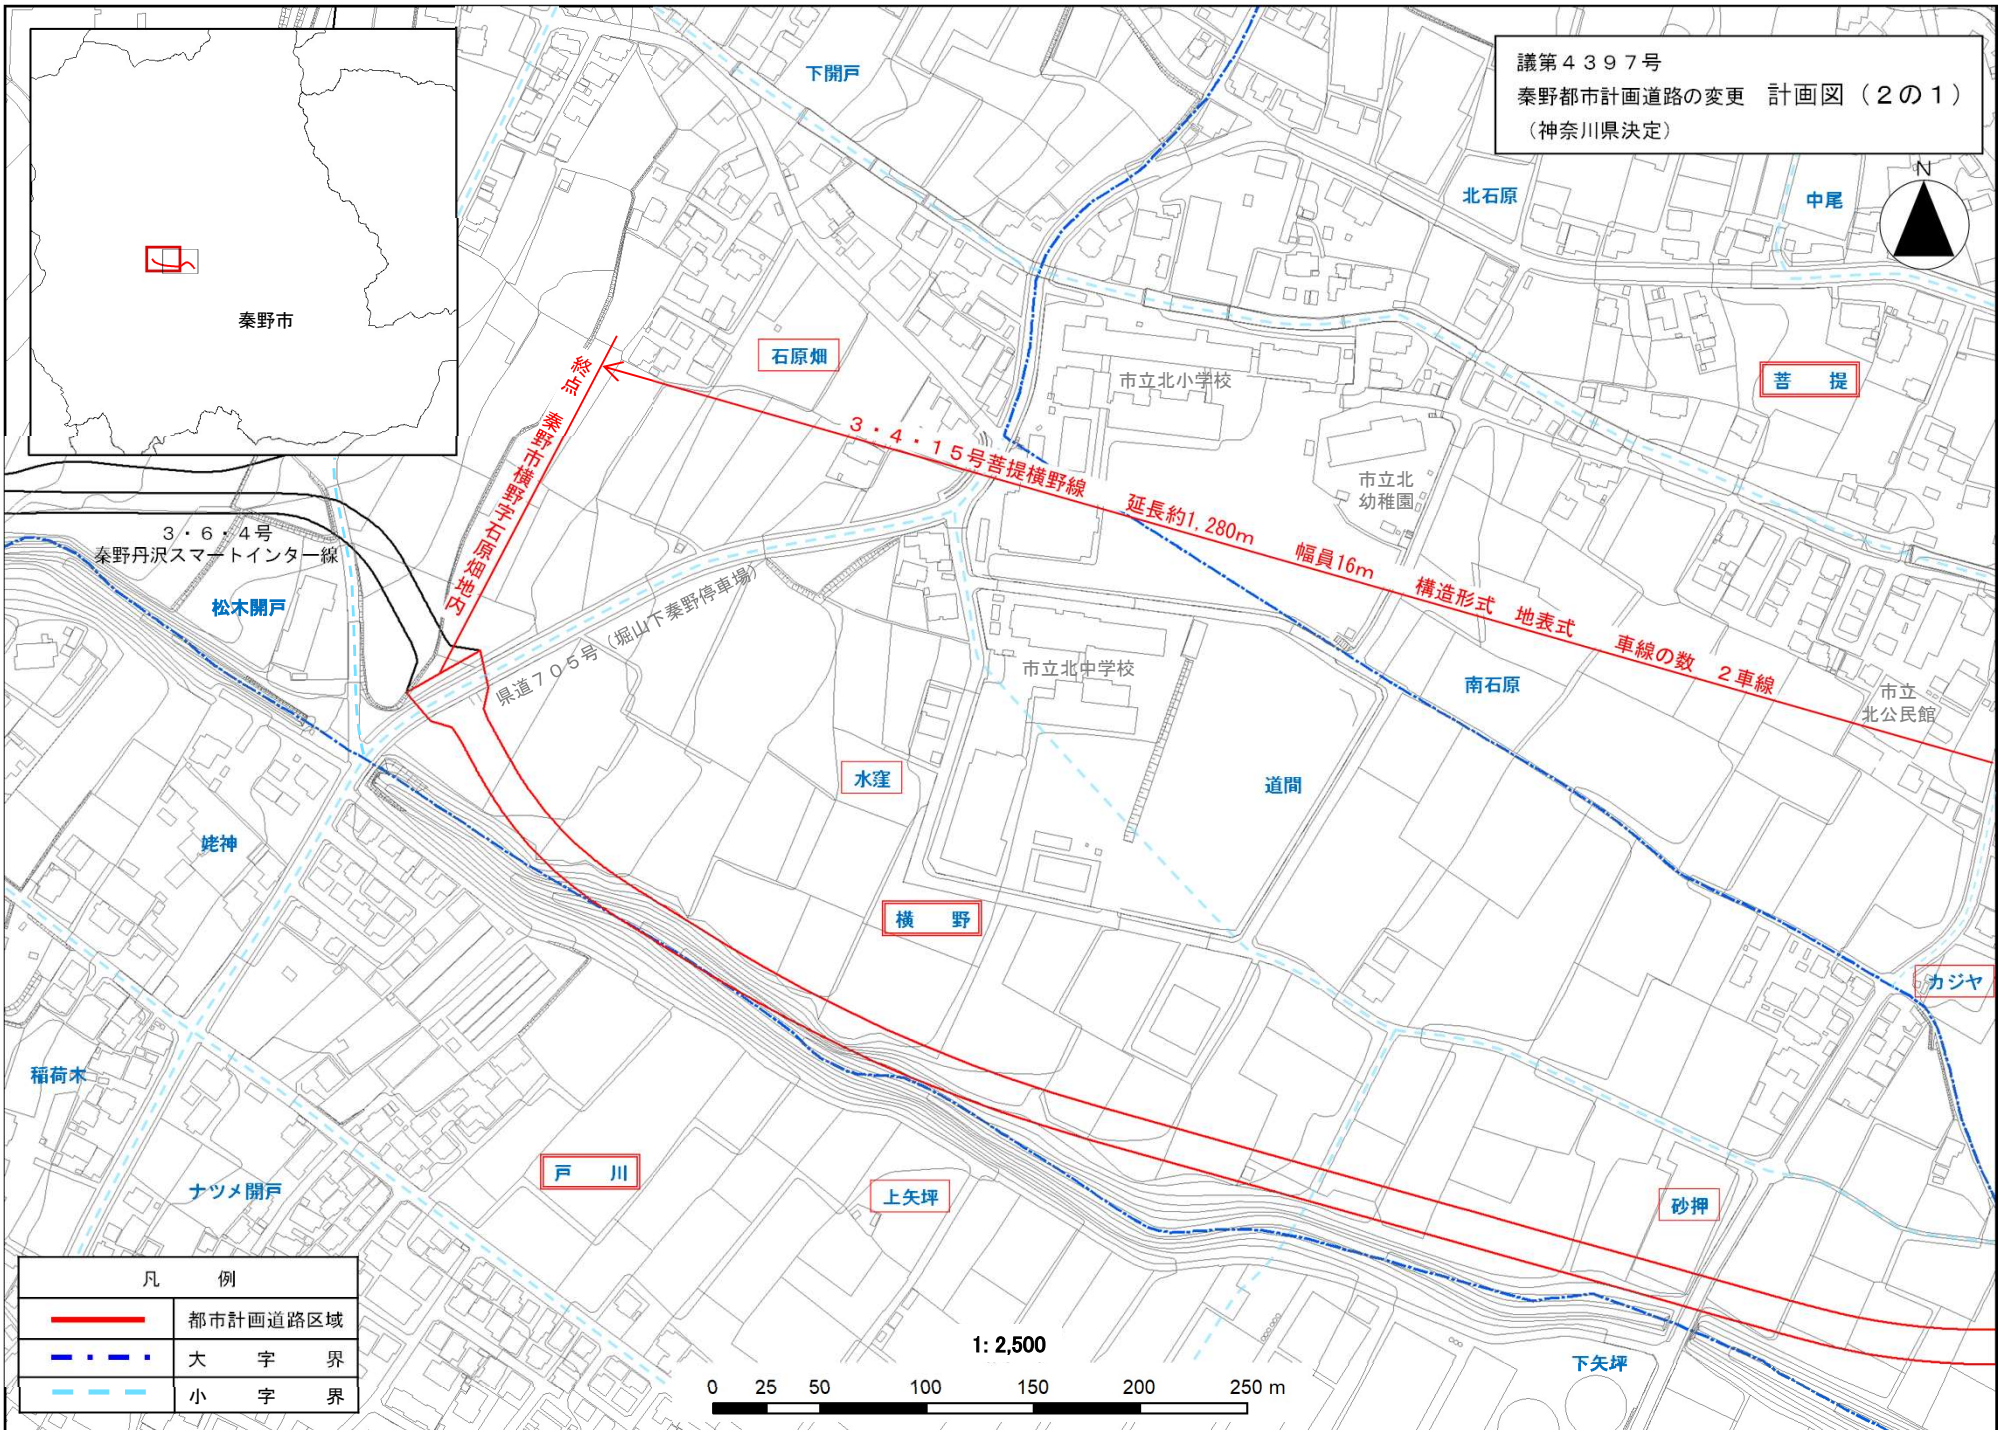 議第４３９７号
秦野都市計画道路の変更　計画図（２の１）
（神奈川県決定）
N
秦野市
下開戸
北石原
中尾
石原畑
菩　提
市立北小学校
市立北
幼稚園
終点　秦野市横野字石原畑地内
３・４・１５号菩提横野線　延長約1,280m　幅員16m　構造形式　地表式　車線の数　２車線
３・６・４号
秦野丹沢スマートインター線
松木開戸
県道７０５号（堀山下秦野停車場）
市立北中学校
南石原
市立
北公民館
水窪
道間
姥神
横　野
カジヤ
稲荷木
戸　川
ナツメ開戸
上矢坪
砂押
下矢坪
凡　例
都市計画道路区域
大　字　界
小　字　界
1: 2,500
0 25 50 100 150 200 250 m